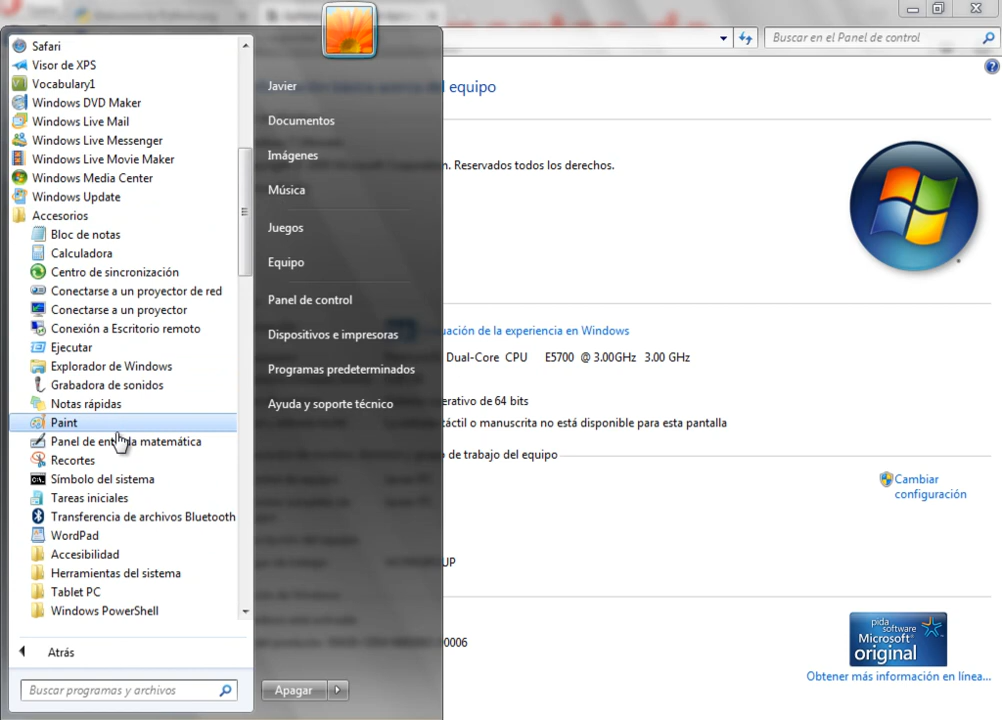 Safari
Visor de XPS
Vocabulary1
Windows DVD Maker
Windows Live Mail
Windows Live Messenger
Windows Live Movie Maker
Windows Media Center
Windows Update
Accesorios
Bloc de notas
Calculadora
Centro de sincronización
Conectarse a un proyector de red
Conectarse a un proyector
Conexión a Escritorio remoto
Ejecutar
Explorador de Windows
Grabadora de sonidos
Notas rápidas
Paint
Panel de entrada matemática
Recortes
Símbolo del sistema
Tareas iniciales
Transferencia de archivos Bluetooth
WordPad
Accesibilidad
Herramientas del sistema
Tablet PC
Windows PowerShell
Atrás
Buscar programas y archivos
Javier
Documentos
Imágenes
Música
Juegos
Equipo
Panel de control
Dispositivos e impresoras
Programas predeterminados
Ayuda y soporte técnico
Apagar
Buscar en el Panel de control
equipo
Reservados todos los derechos.
de la experiencia en Windows
Dual-Core CPU E5700 @ 3.00GHz 3.00 GHz
operativo de 64 bits
táctil o manuscrita no está disponible para esta pantalla
de trabajo del equipo
Cambiar
configuración
pida
software
Microsoft®
original
Obtener más información en línea...